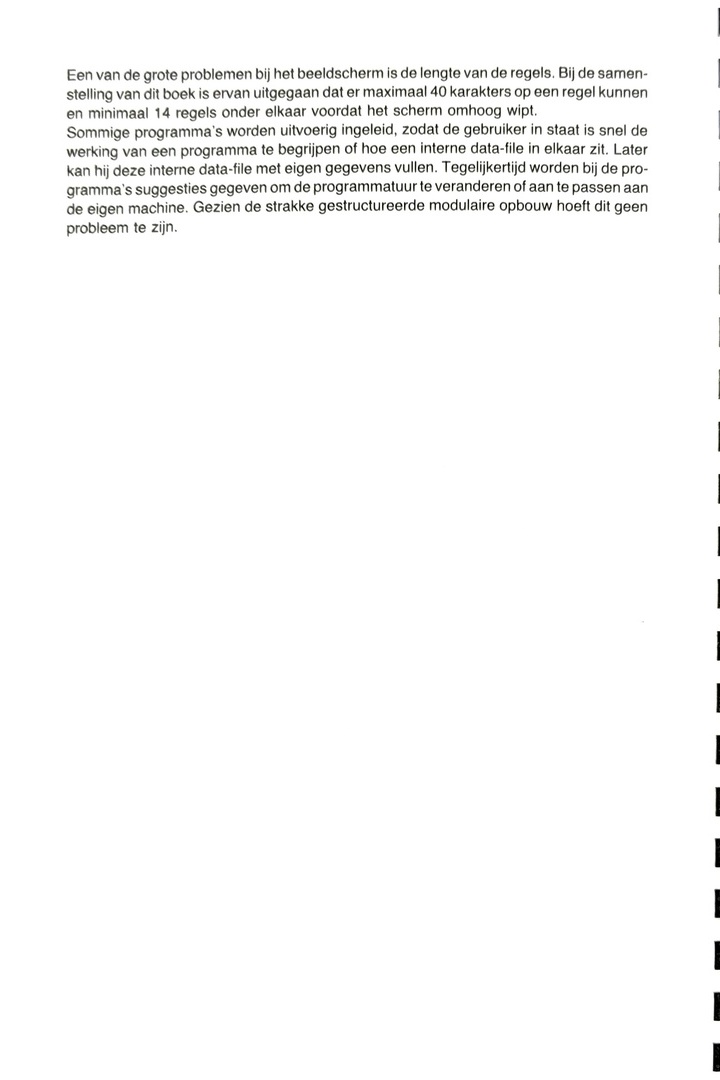 Een van de grote problemen bij het beeldscherm is de lengte van de regels. Bij de samen-
stelling van dit boek is ervan uitgegaan dat er maximaal 40 karakters op een regel kunnen
en minimaal 14 regels onder elkaar voordat het scherm omhoog wipt.
Sommige programma's worden uitvoerig ingeleid, zodat de gebruiker in staat is snel de
werking van een programma te begrijpen of hoe een interne data-file in elkaar zit. Later
kan hij deze interne data-file met eigen gegevens vullen. Tegelijkertijd worden bij de pro-
gramma's suggesties gegeven om de programmatuur te veranderen of aan te passen aan
de eigen machine. Gezien de strakke gestructureerde modulaire opbouw hoeft dit geen
probleem te zijn.